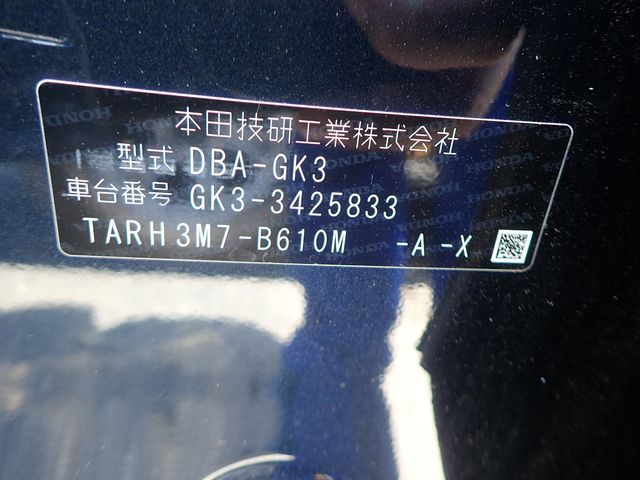 本田技研工業株式会社
型式 DBA-GK3
車台番号 GK3-3425833
TARH3M7-B610M -A -X